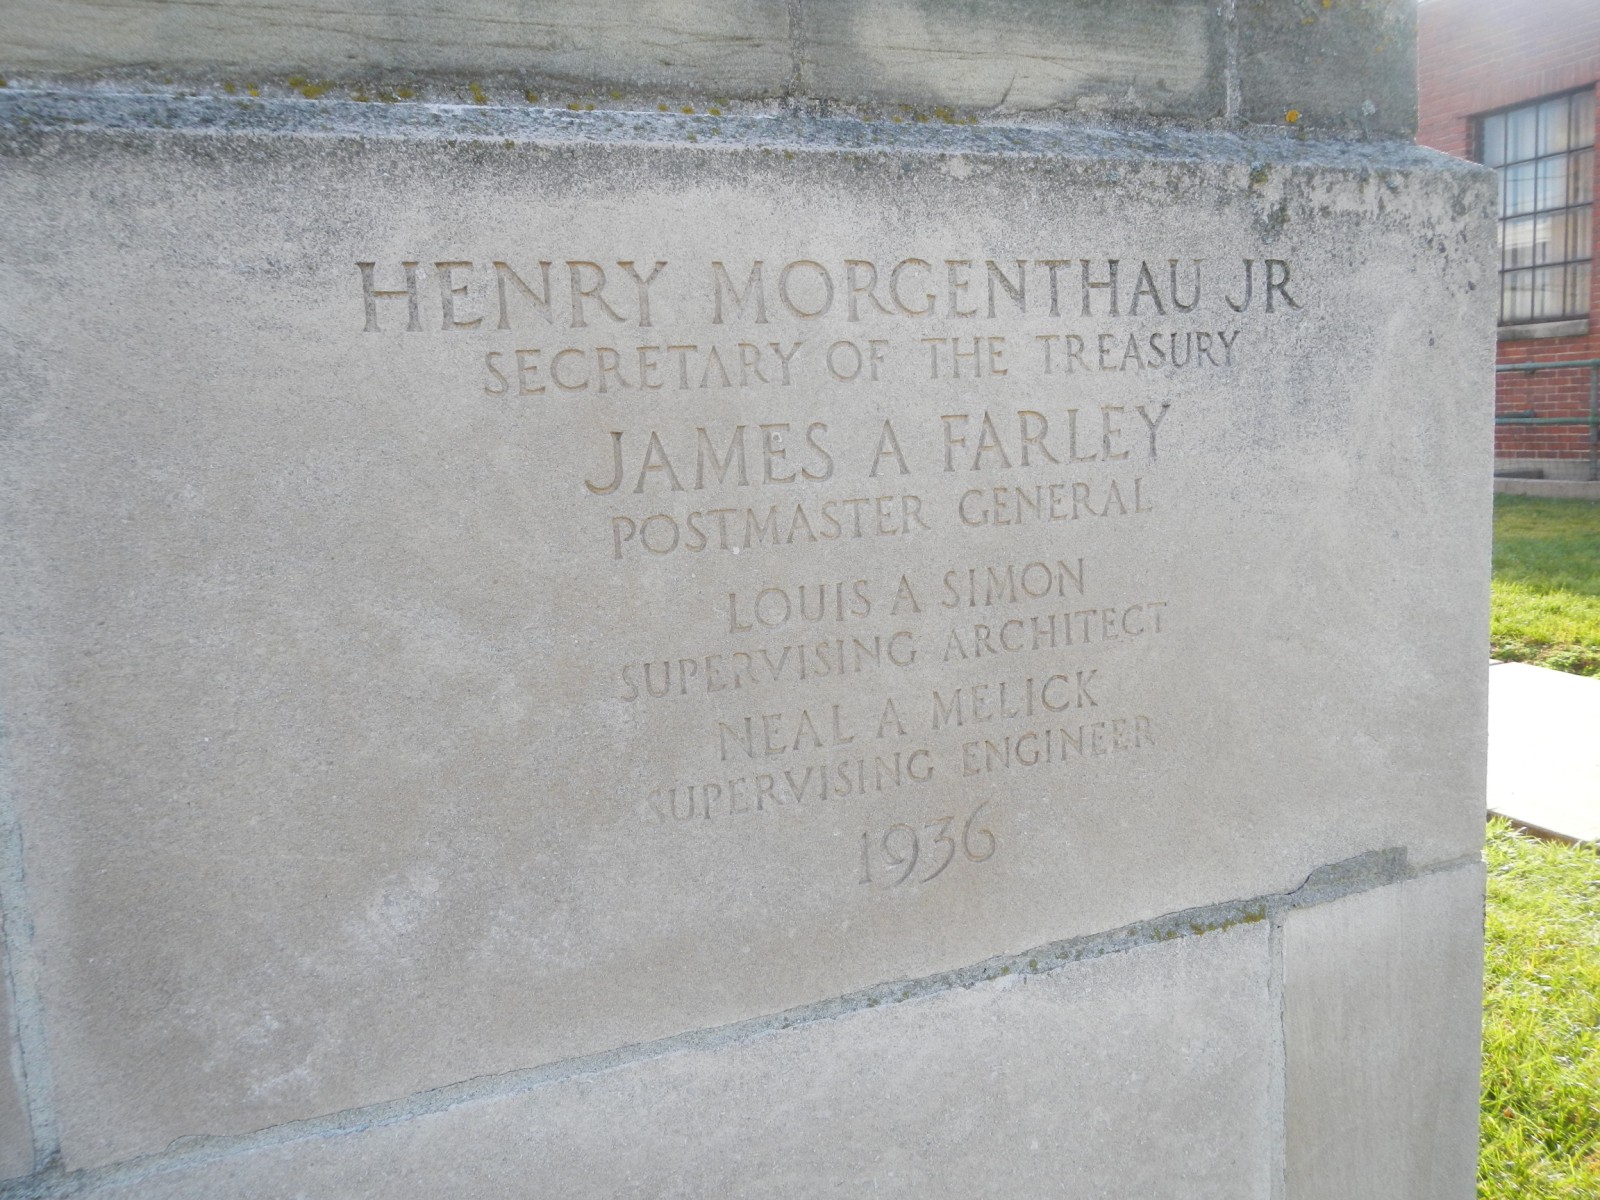 HENRY MORGENTHAU JR
SECRETARY OF THE TREASURY
JAMES A FARLEY
POSTMASTER GENERAL
LOUIS A SIMON
SUPERVISING ARCHITECT
NEAL A MELICK
SUPERVISING ENGINEER
1936